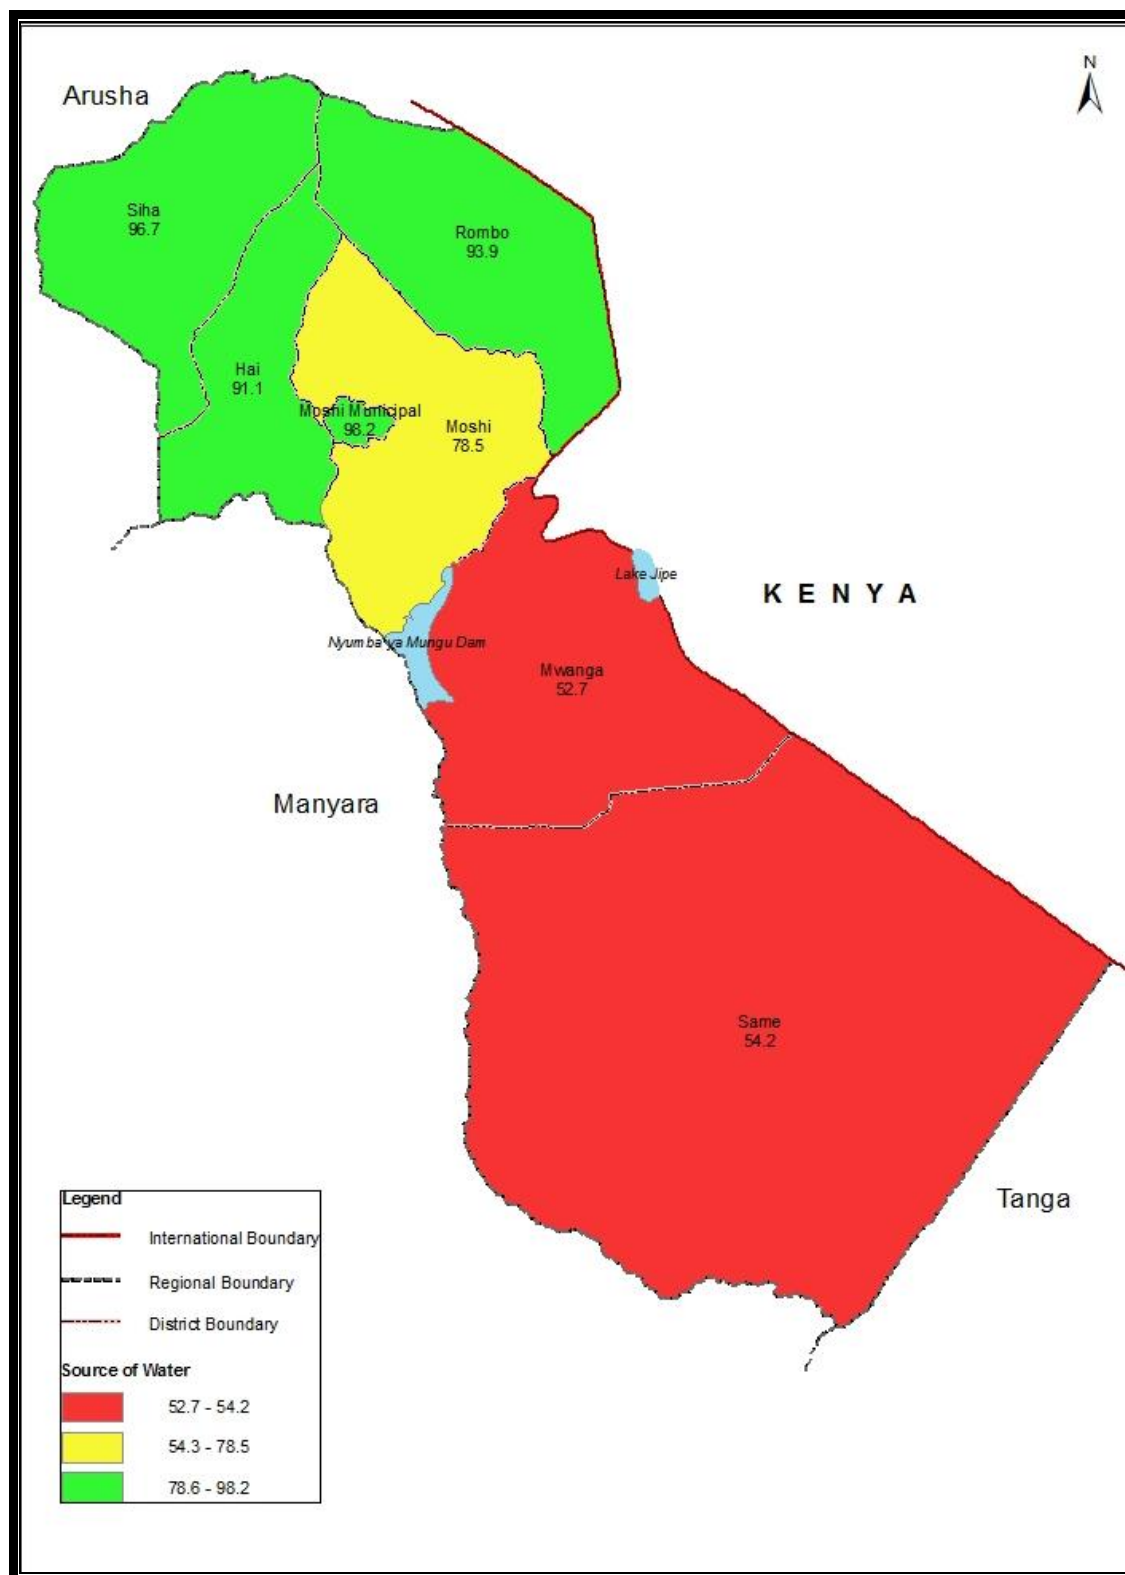 N
Arusha
Siha
96.7
Rombo
93.9
Hai
91.1
Moshi Municipal
98.2
Moshi
78.5
Lake Jipe
KENYA
Nyumba ya Mungu Dam
Mwanga
52.7
Manyara
Same
54.2
Tanga
Legend
International Boundary
Regional Boundary
District Boundary
Source of Water
52.7 - 54.2
54.3 - 78.5
78.6 - 98.2